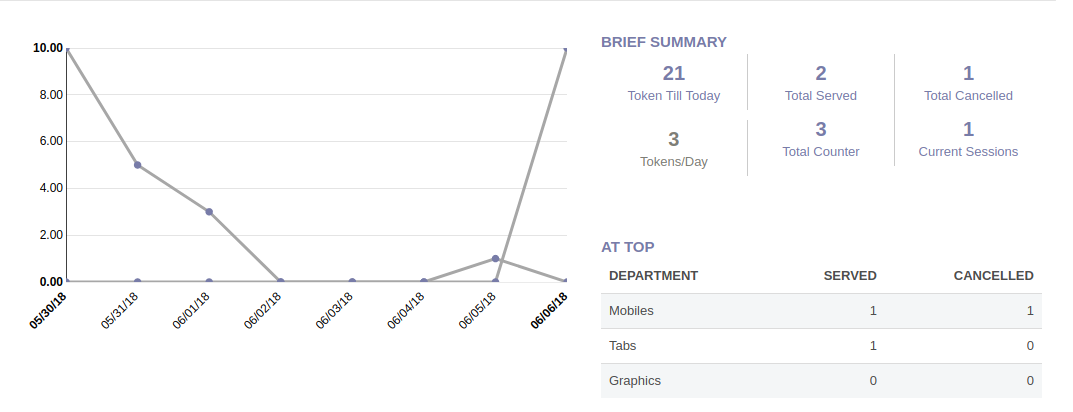 10.00
8.00
6.00
4.00
2.00
0.00
05/30/18
05/31/18
06/01/18
06/02/18
06/03/18
06/04/18
06/05/18
06/06/18
BRIEF SUMMARY
21
Token Till Today
2
Total Served
1
Total Cancelled
3
Tokens/Day
3
Total Counter
1
Current Sessions
AT TOP
DEPARTMENT SERVED CANCELLED
Mobiles 1 1
Tabs 1 0
Graphics 0 0